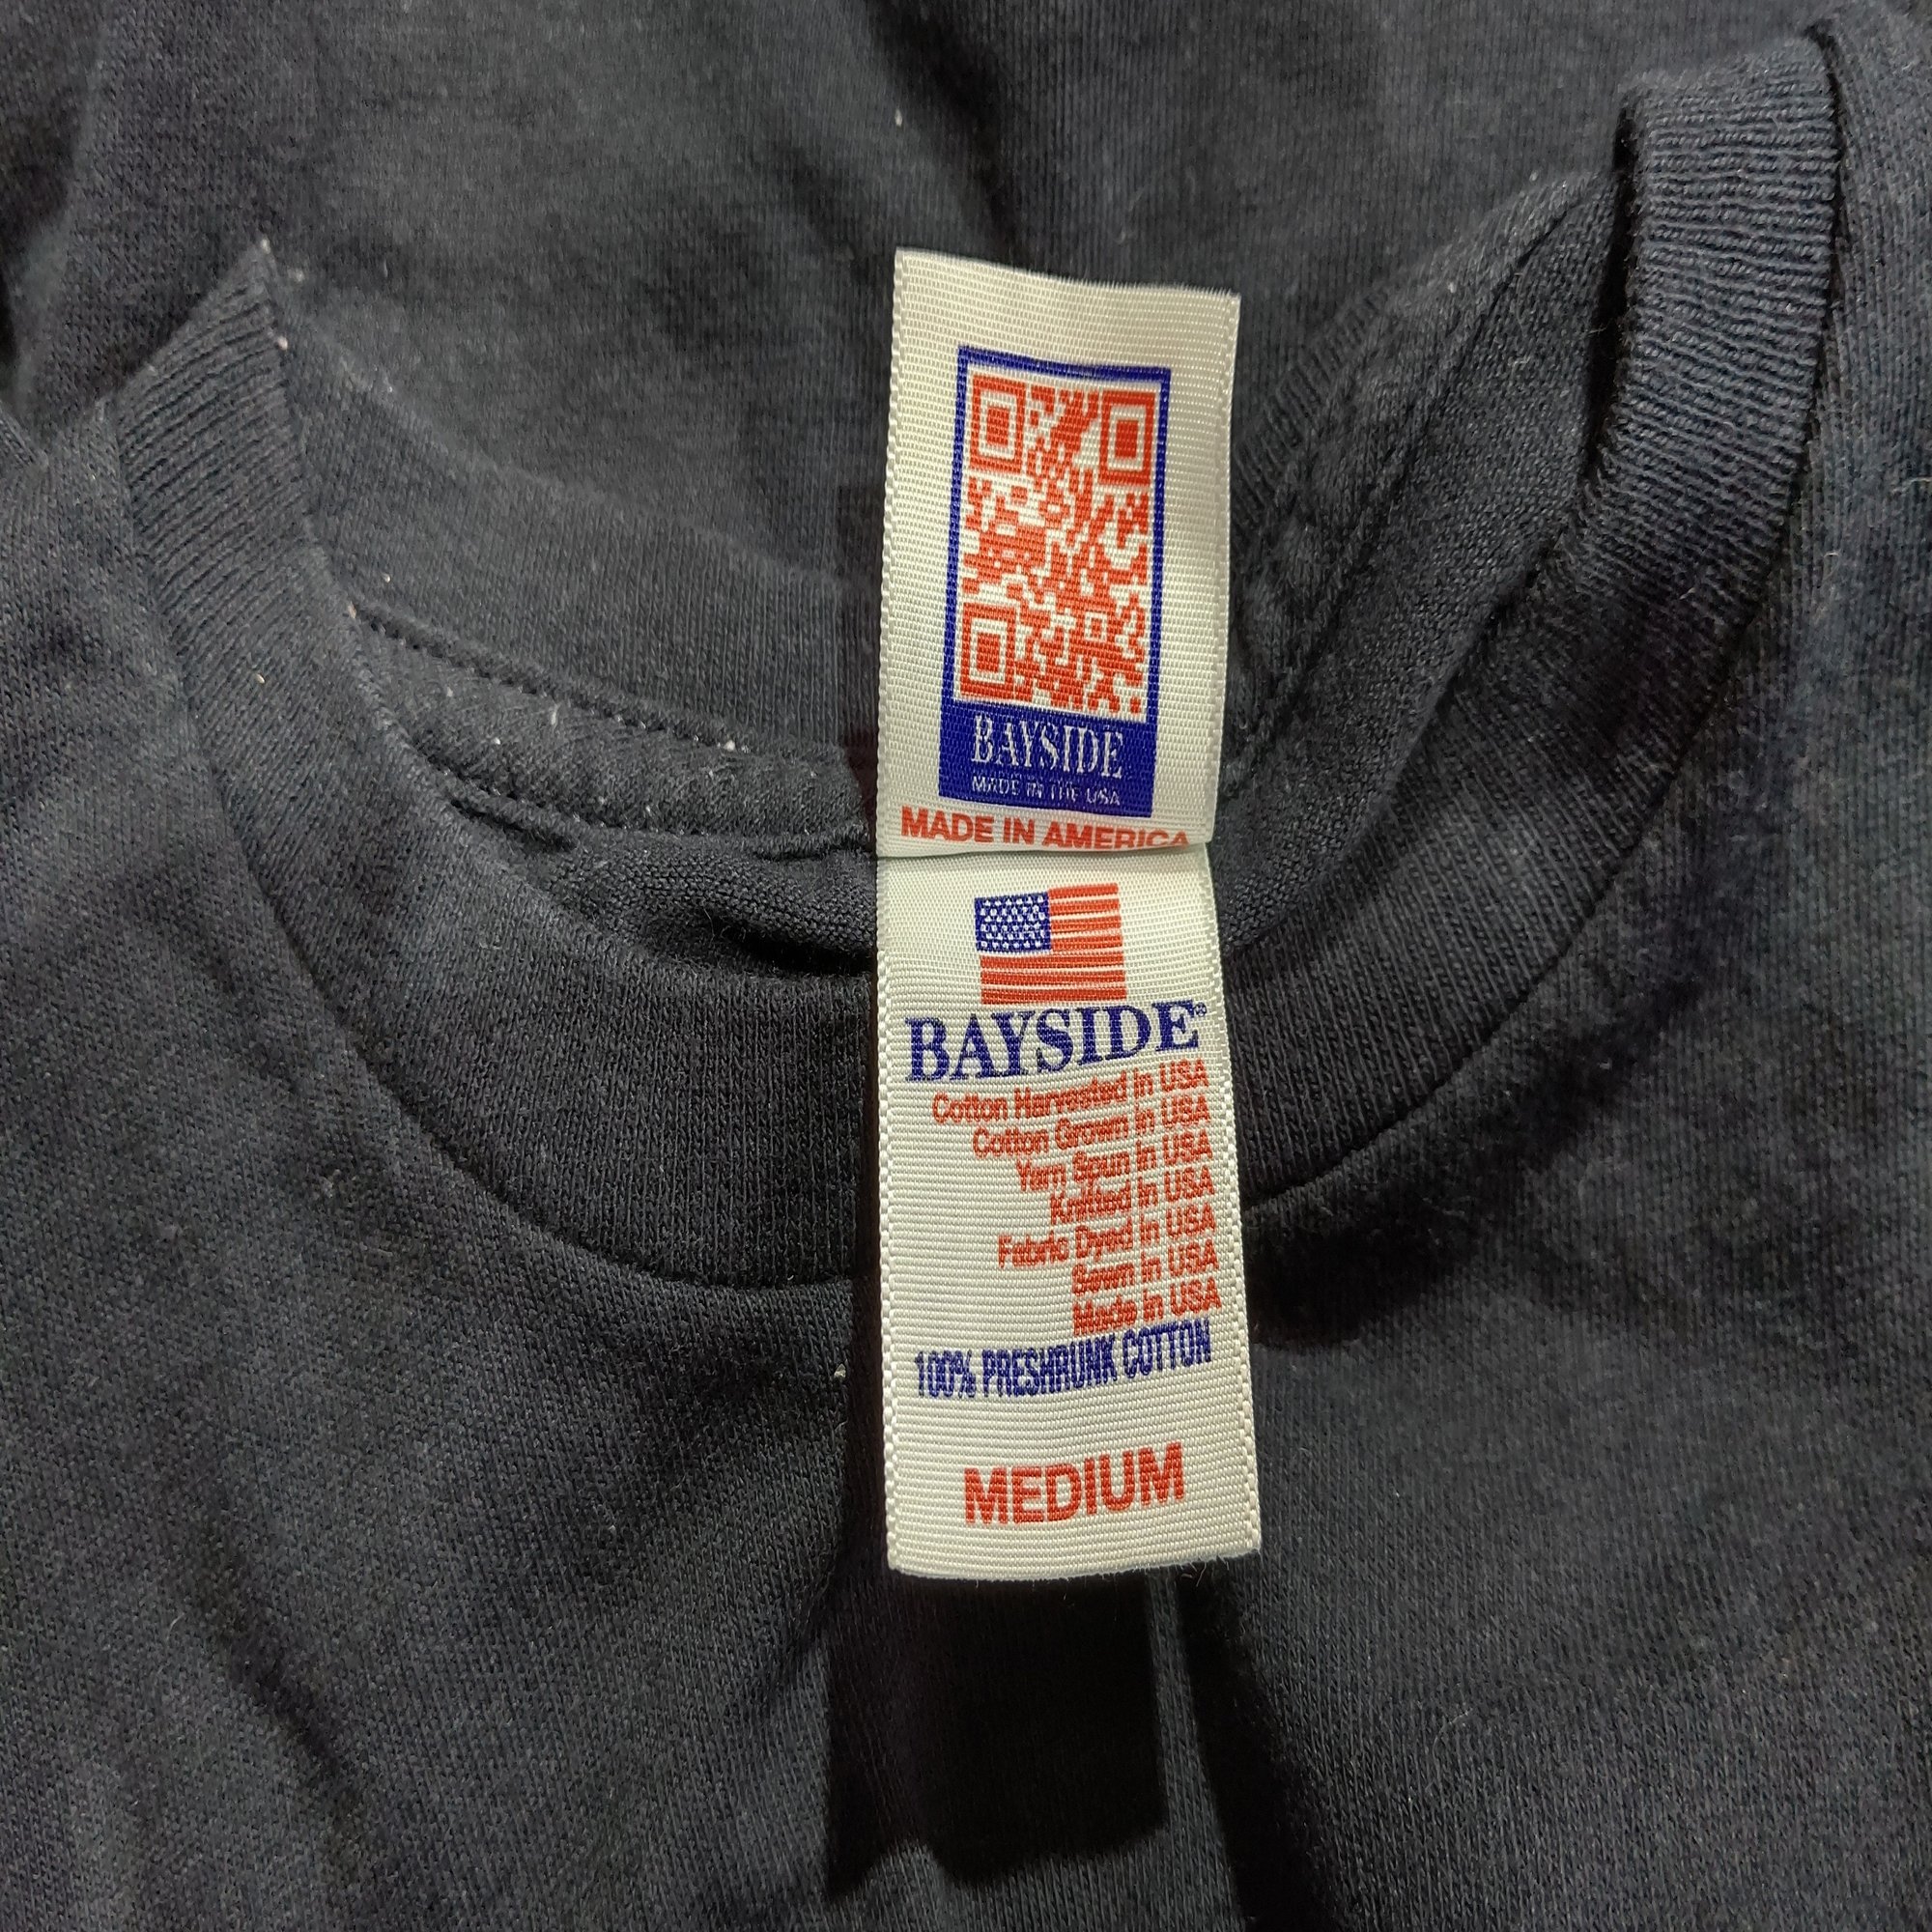 BAYSIDE
MADE IN THE USA
MADE IN AMERICA
BAYSIDE®
Cotton Harvested in USA
Cotton Grown in USA
Yarn Spun in USA
Knitted in USA
Fabric Dyed in USA
Sewn in USA
Made in USA
100% PRESHRUNK COTTON
MEDIUM